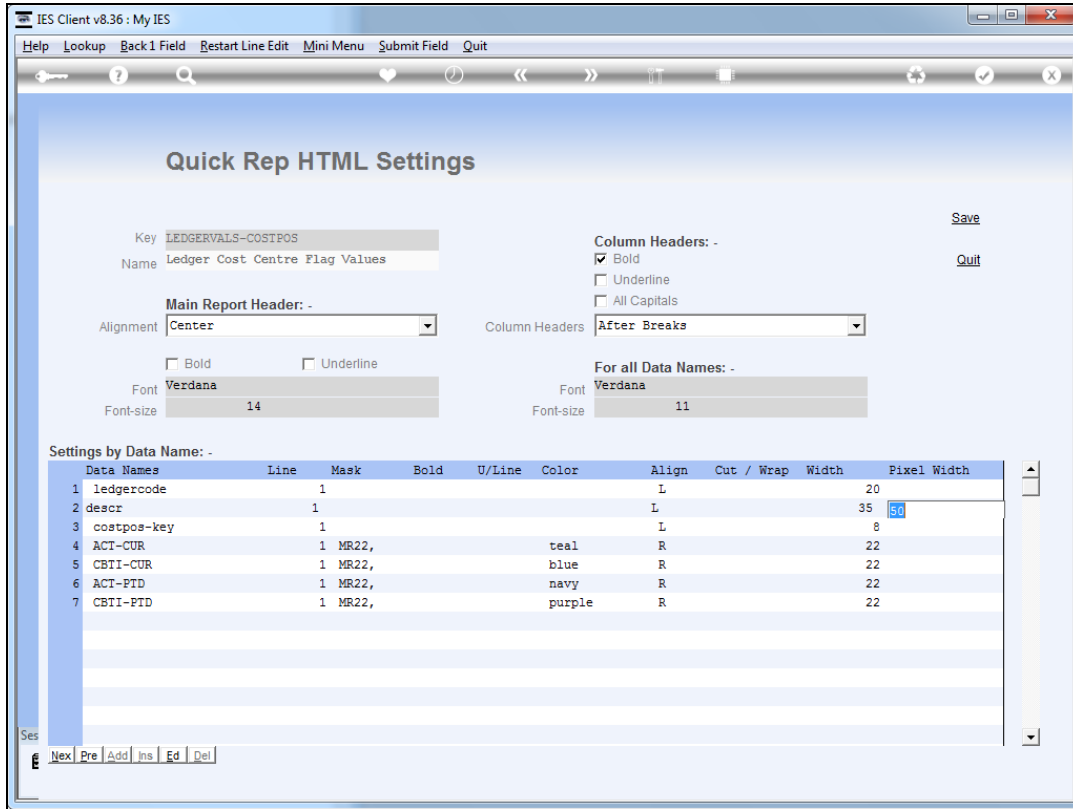 IES Client v8.36 : My IES
Help Lookup Back 1 Field Restart Line Edit Mini Menu Submit Field Quit
Quick Rep HTML Settings
Save
Key LEDGERVALS-COSTPOS
Column Headers: -
Name Ledger Cost Centre Flag Values
Bold
Quit
Underline
Main Report Header: -
All Capitals
Alignment Center
Column Headers After Breaks
Bold Underline
For all Data Names: -
Font Verdana
Font Verdana
Font-size 14
Font-size 11
Settings by Data Name: -
Data Names Line Mask Bold U/Line Color Align Cut / Wrap Width Pixel Width
1 ledgercode 1 L 20
2 descr 1 L 35 50
3 costpos-key 1 L 8
4 ACT-CUR 1 MR22, teal R 22
5 CBTI-CUR 1 MR22, blue R 22
6 ACT-PTD 1 MR22, navy R 22
7 CBTI-PTD 1 MR22, purple R 22
Ses
Nex Pre Add Ins Ed Del